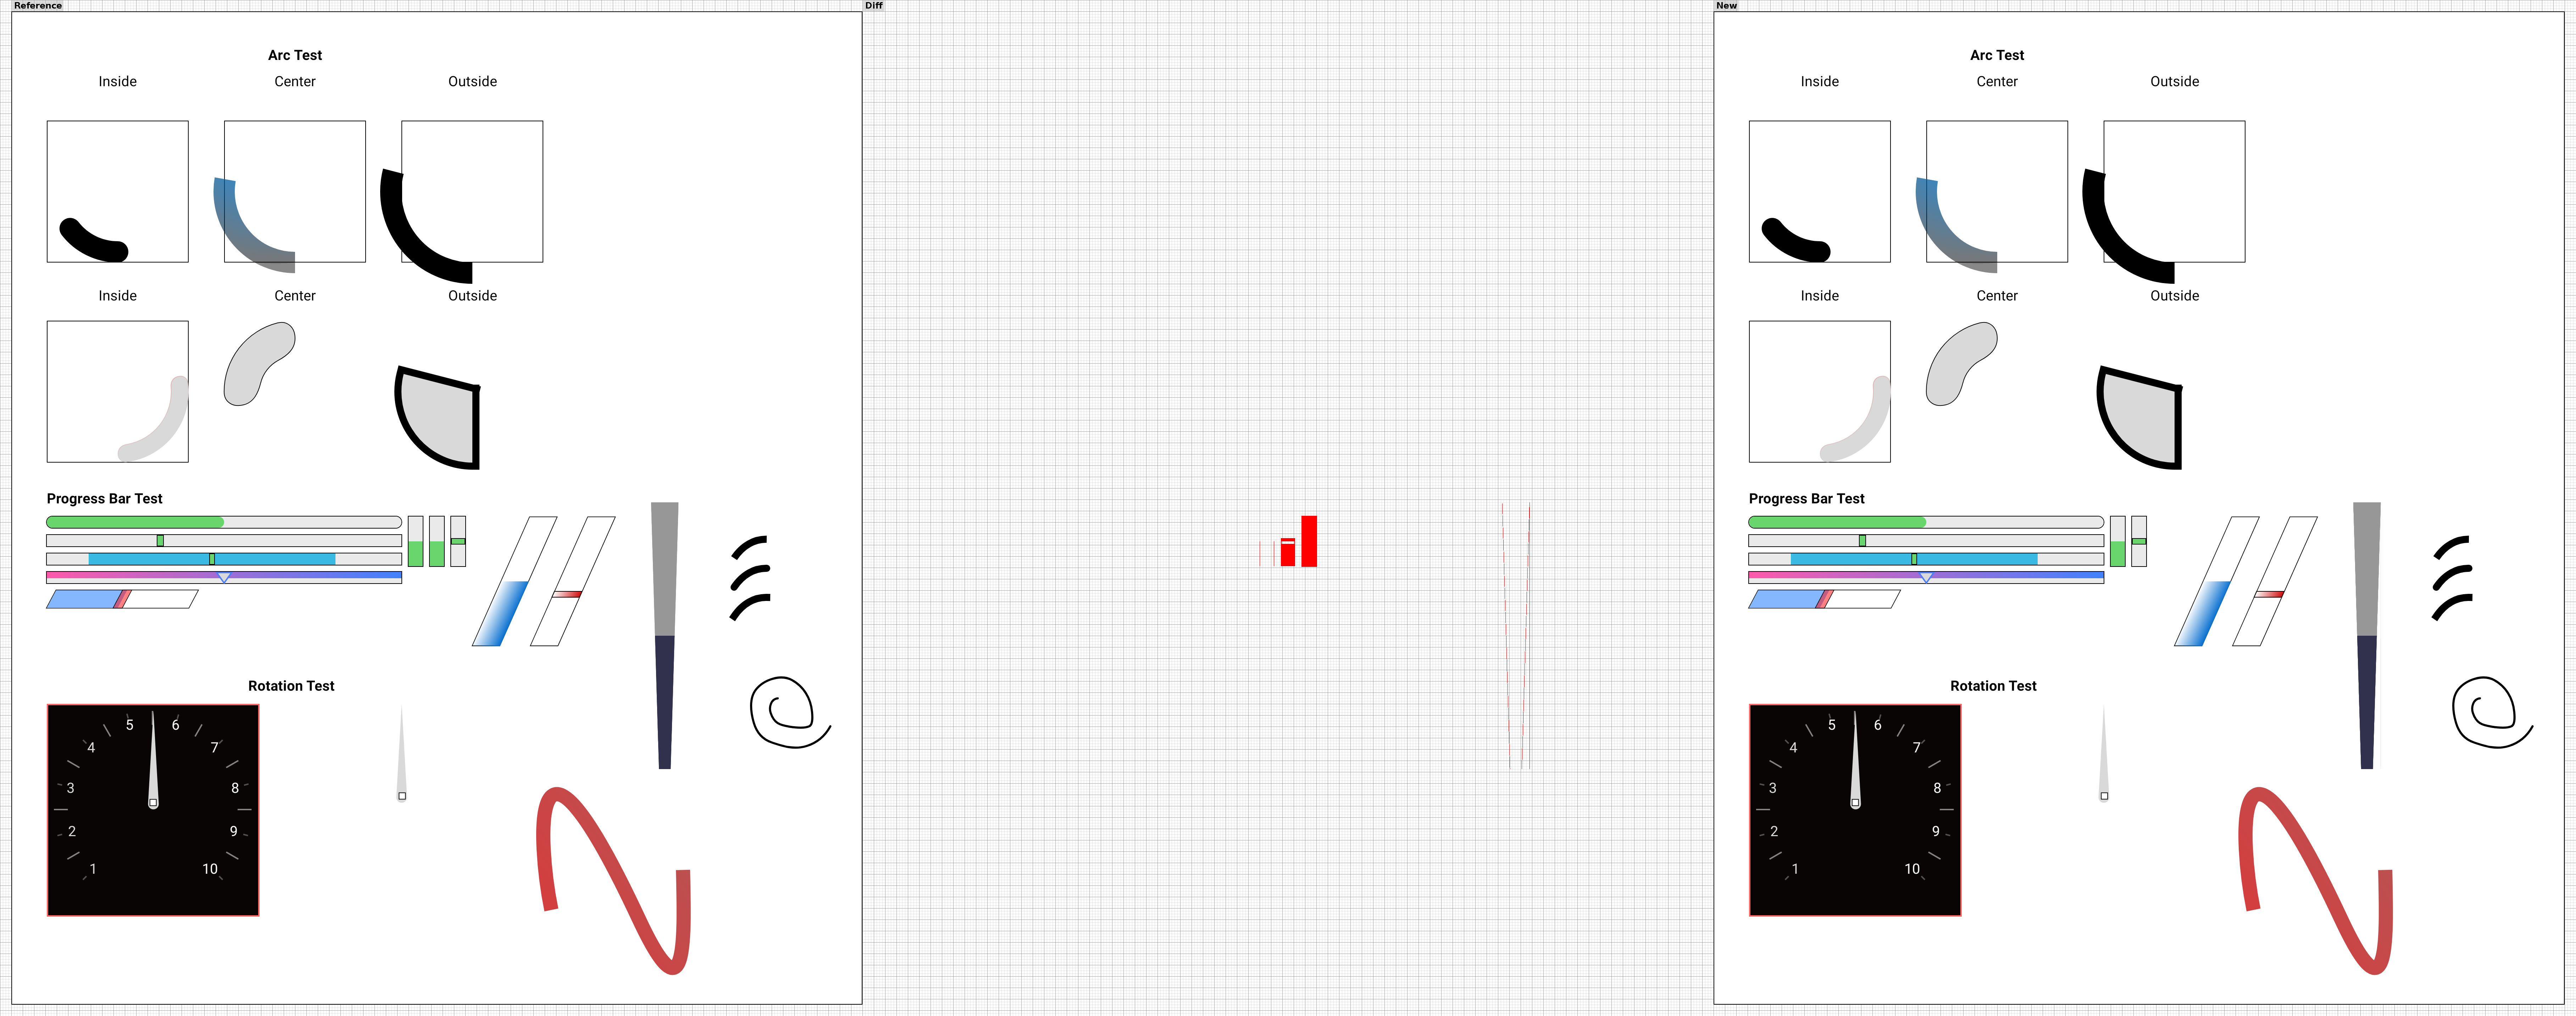 Reference
Diff
New
Arc Test
Inside Center Outside
Inside Center Outside
Progress Bar Test
Rotation Test
5 6
4 7
3 8
2 9
1 10
Arc Test
Inside Center Outside
Inside Center Outside
Progress Bar Test
Rotation Test
5 6
4 7
3 8
2 9
1 10